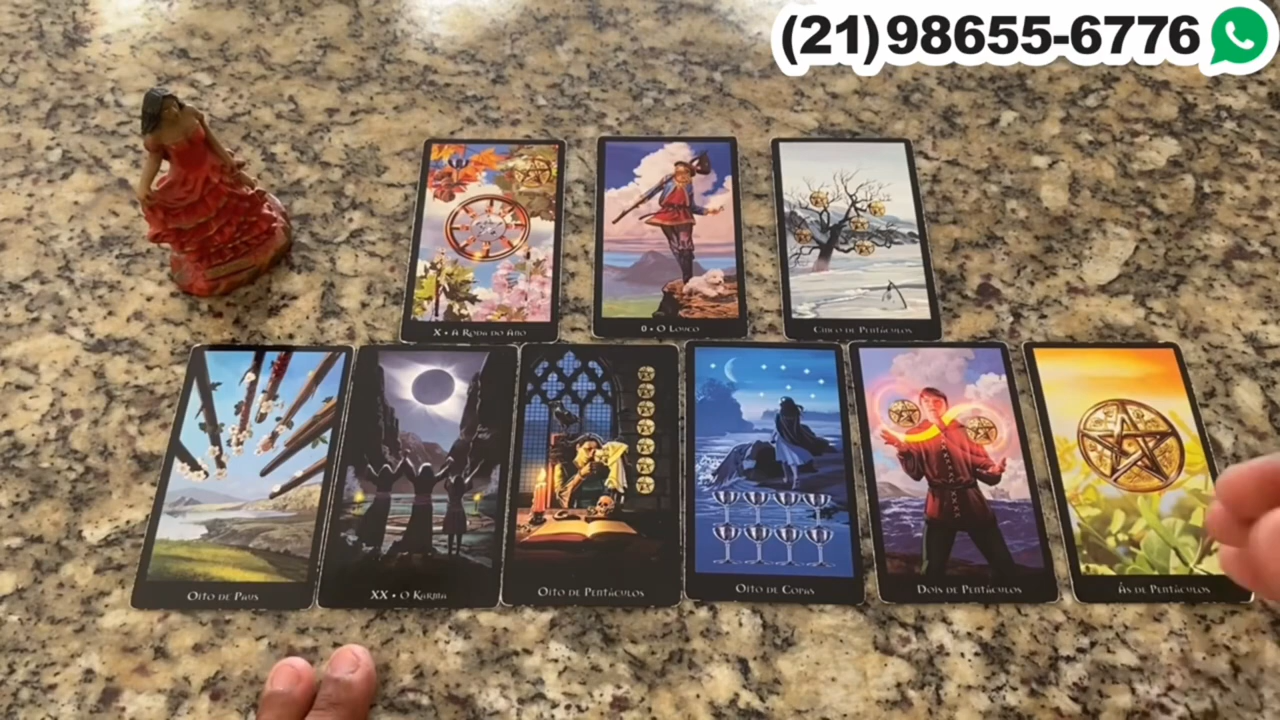 (21) 98655-6776
X • A Roda do Ano
0 • O Louco
Cinco de Pentáculos
Oito de Paus
XX • O Karma
Oito de Pentáculos
Oito de Copas
Dois de Pentáculos
Ás de Pentáculos